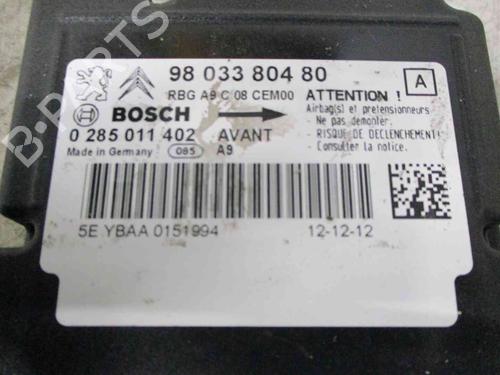 98 033 804 80
A
RBG A9 C 08 CEM00
ATTENTION !
BOSCH
Airbag(s) et pretensionneurs
- Ne pas demonter.
0 285 011 402
AVANT
- RISQUE DE DECLENCHEMENT!
Made in Germany
085
A9
- Consulter la notice.
5E YBAA 0151994
12-12-12
B-PARTS